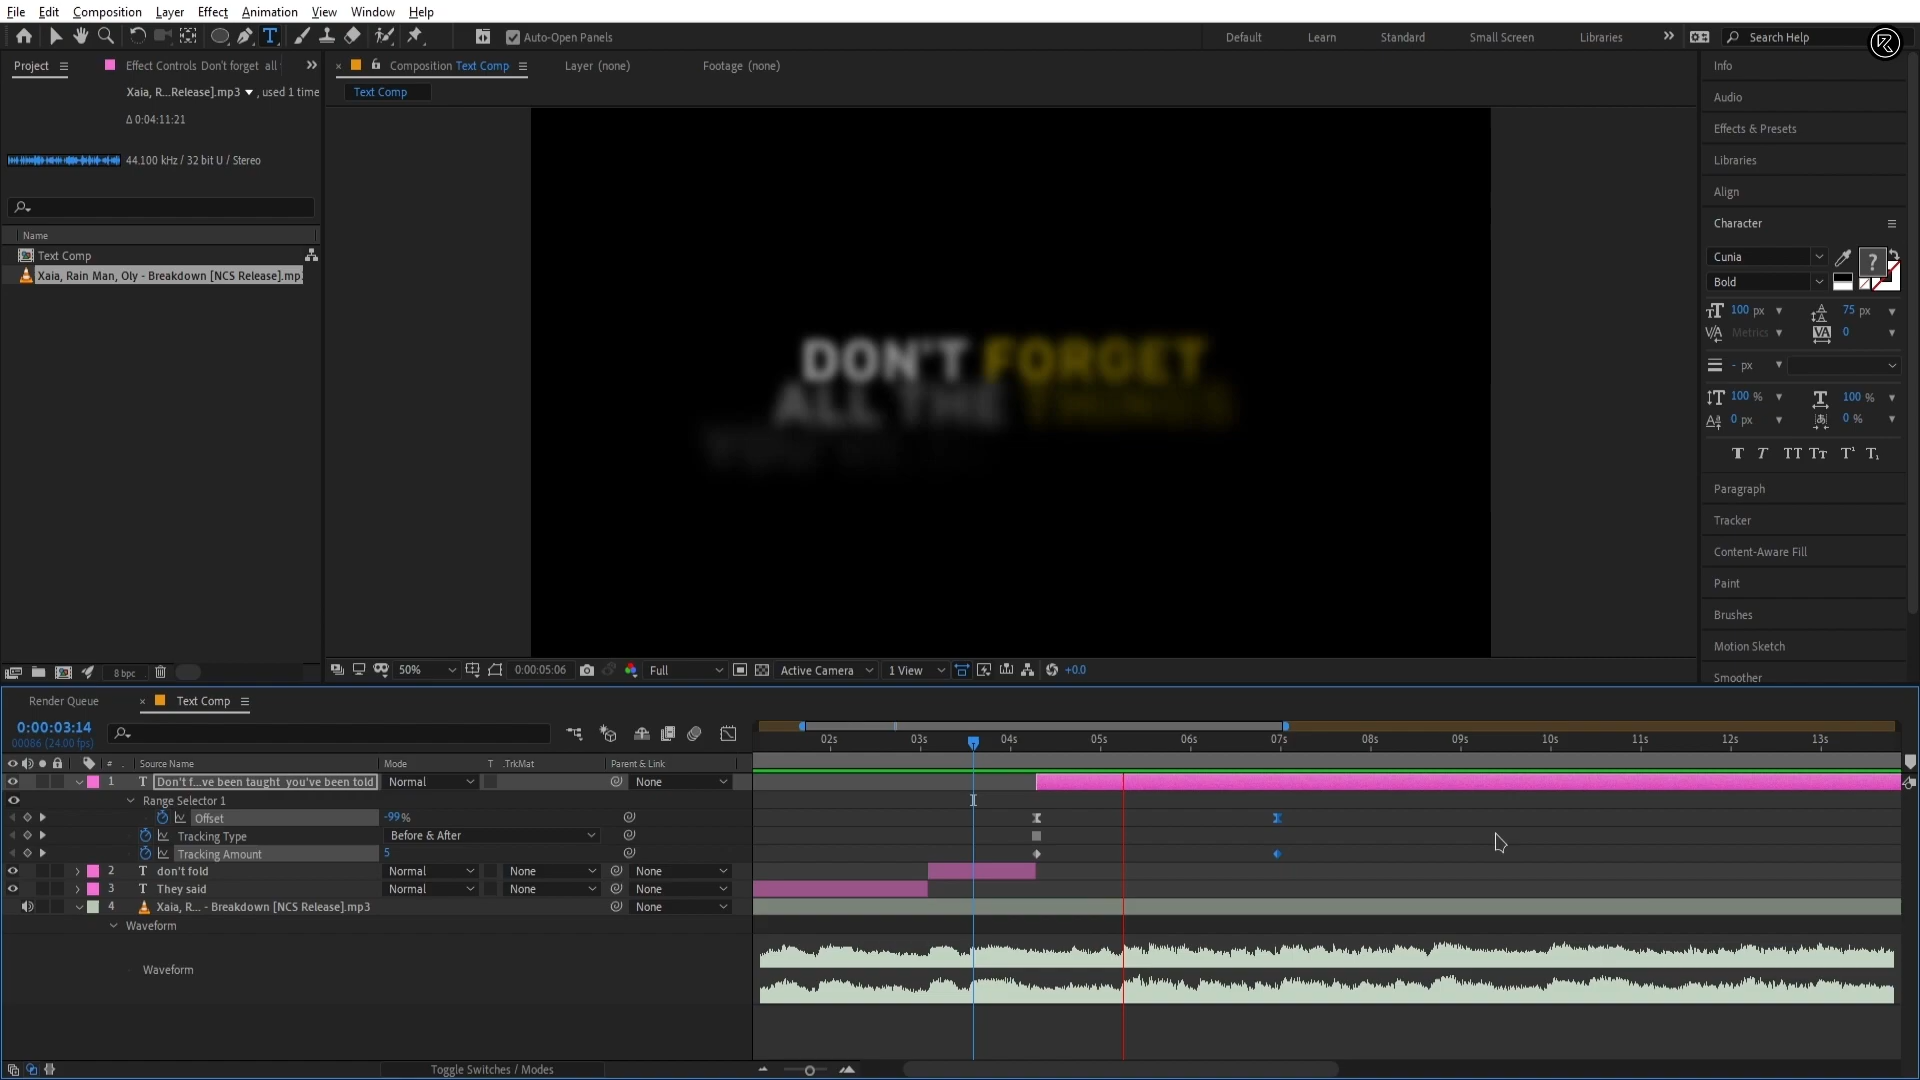 File Edit Composition Layer Effect Animation View Window Help
Auto-Open Panels Default Learn Standard Small Screen Libraries Search Help
Project Effect Controls Don't forget all
Composition Text Comp Layer (none) Footage (none)
Text Comp
Xaia, R...Release].mp3 , used 1 time
Δ 0:04:11:21
44.100 kHz / 32 bit U / Stereo
Name
Text Comp
Xaia, Rain Man, Oly - Breakdown [NCS Release].mp
8 bpc
DON'T FORGET
ALL THE THINGS
YOU
50% 0:00:05:06 Full Active Camera 1 View +0.0
Info
Audio
Effects & Presets
Libraries
Align
Character
Cunia
Bold
100 px 75 px
Metrics 0
- px
100 % 100 %
0 px 0 %
Paragraph
Tracker
Content-Aware Fill
Paint
Brushes
Motion Sketch
Smoother
Render Queue Text Comp
0:00:03:14
00086 (24.00 fps)
02s 03s 04s 05s 06s 07s 08s 09s 10s 11s 12s 13s
# Source Name Mode T .TrkMat Parent & Link
1 T Don't f...ve been taught you've been told Normal None
Range Selector 1
Offset -99%
Tracking Type Before & After
Tracking Amount 5
2 T don't fold Normal None None
3 T They said Normal None None
4 Xaia, R... - Breakdown [NCS Release].mp3 None
Waveform
Waveform
Toggle Switches / Modes